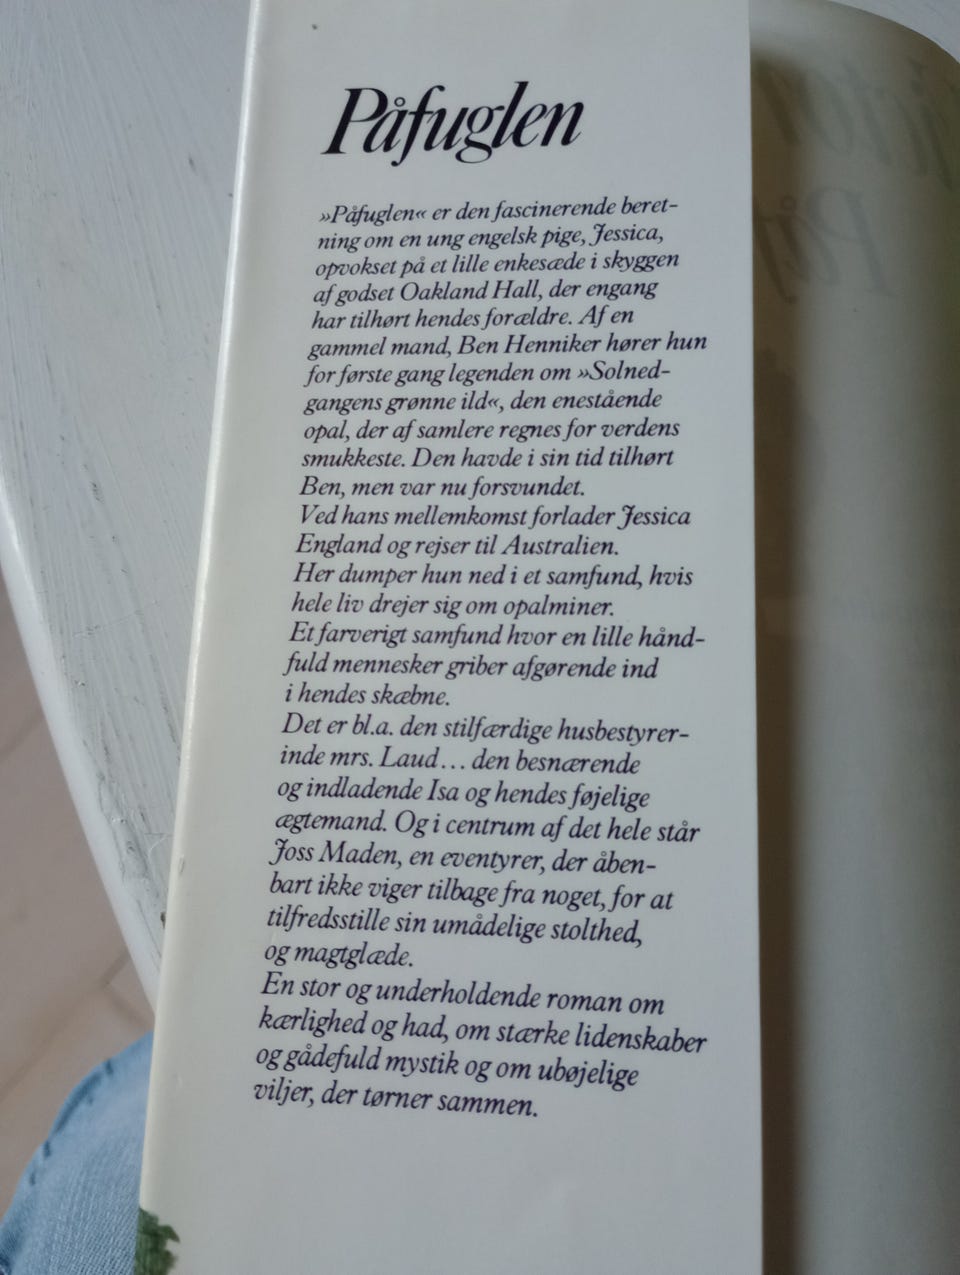 Påfuglen
»Påfuglen« er den fascinerende beret-
ning om en ung engelsk pige, Jessica,
opvokset på et lille enkesæde i skyggen
af godset Oakland Hall, der engang
har tilhørt hendes forældre. Af en
gammel mand, Ben Henniker hører hun
for første gang legenden om »Solned-
gangens grønne ild«, den enestående
opal, der af samlere regnes for verdens
smukkeste. Den havde i sin tid tilhørt
Ben, men var nu forsvundet.
Ved hans mellemkomst forlader Jessica
England og rejser til Australien.
Her dumper hun ned i et samfund, hvis
hele liv drejer sig om opalminer.
Et farverigt samfund hvor en lille hånd-
fuld mennesker griber afgørende ind
i hendes skæbne.
Det er bl.a. den stilfærdige husbestyrer-
inde mrs. Laud... den besnærende
og indladende Isa og hendes føjelige
ægtemand. Og i centrum af det hele står
Joss Maden, en eventyrer, der åben-
bart ikke viger tilbage fra noget, for at
tilfredsstille sin umådelige stolthed,
og magtglæde.
En stor og underholdende roman om
kærlighed og had, om stærke lidenskaber
og gådefuld mystik og om ubøjelige
viljer, der tørner sammen.